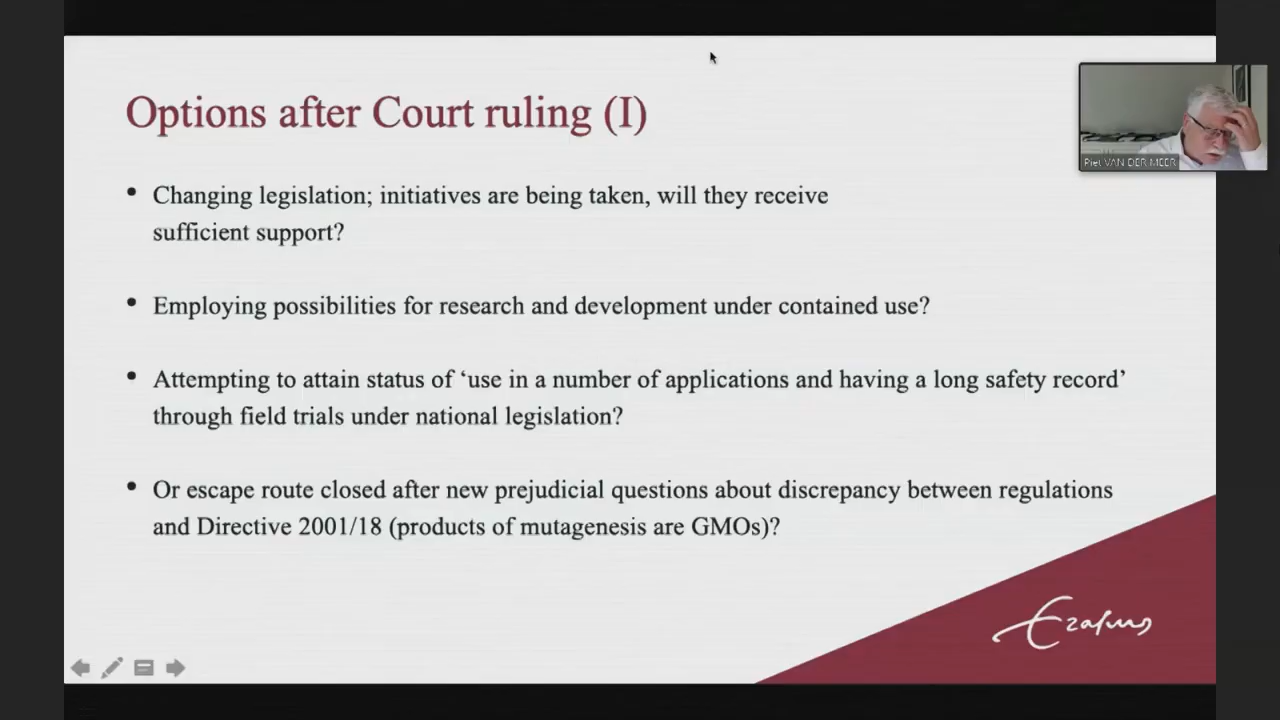 Options after Court ruling (I)
Piet VAN DER MEER
• Changing legislation; initiatives are being taken, will they receive
sufficient support?
• Employing possibilities for research and development under contained use?
• Attempting to attain status of ‘use in a number of applications and having a long safety record’
through field trials under national legislation?
• Or escape route closed after new prejudicial questions about discrepancy between regulations
and Directive 2001/18 (products of mutagenesis are GMOs)?
Erasmus